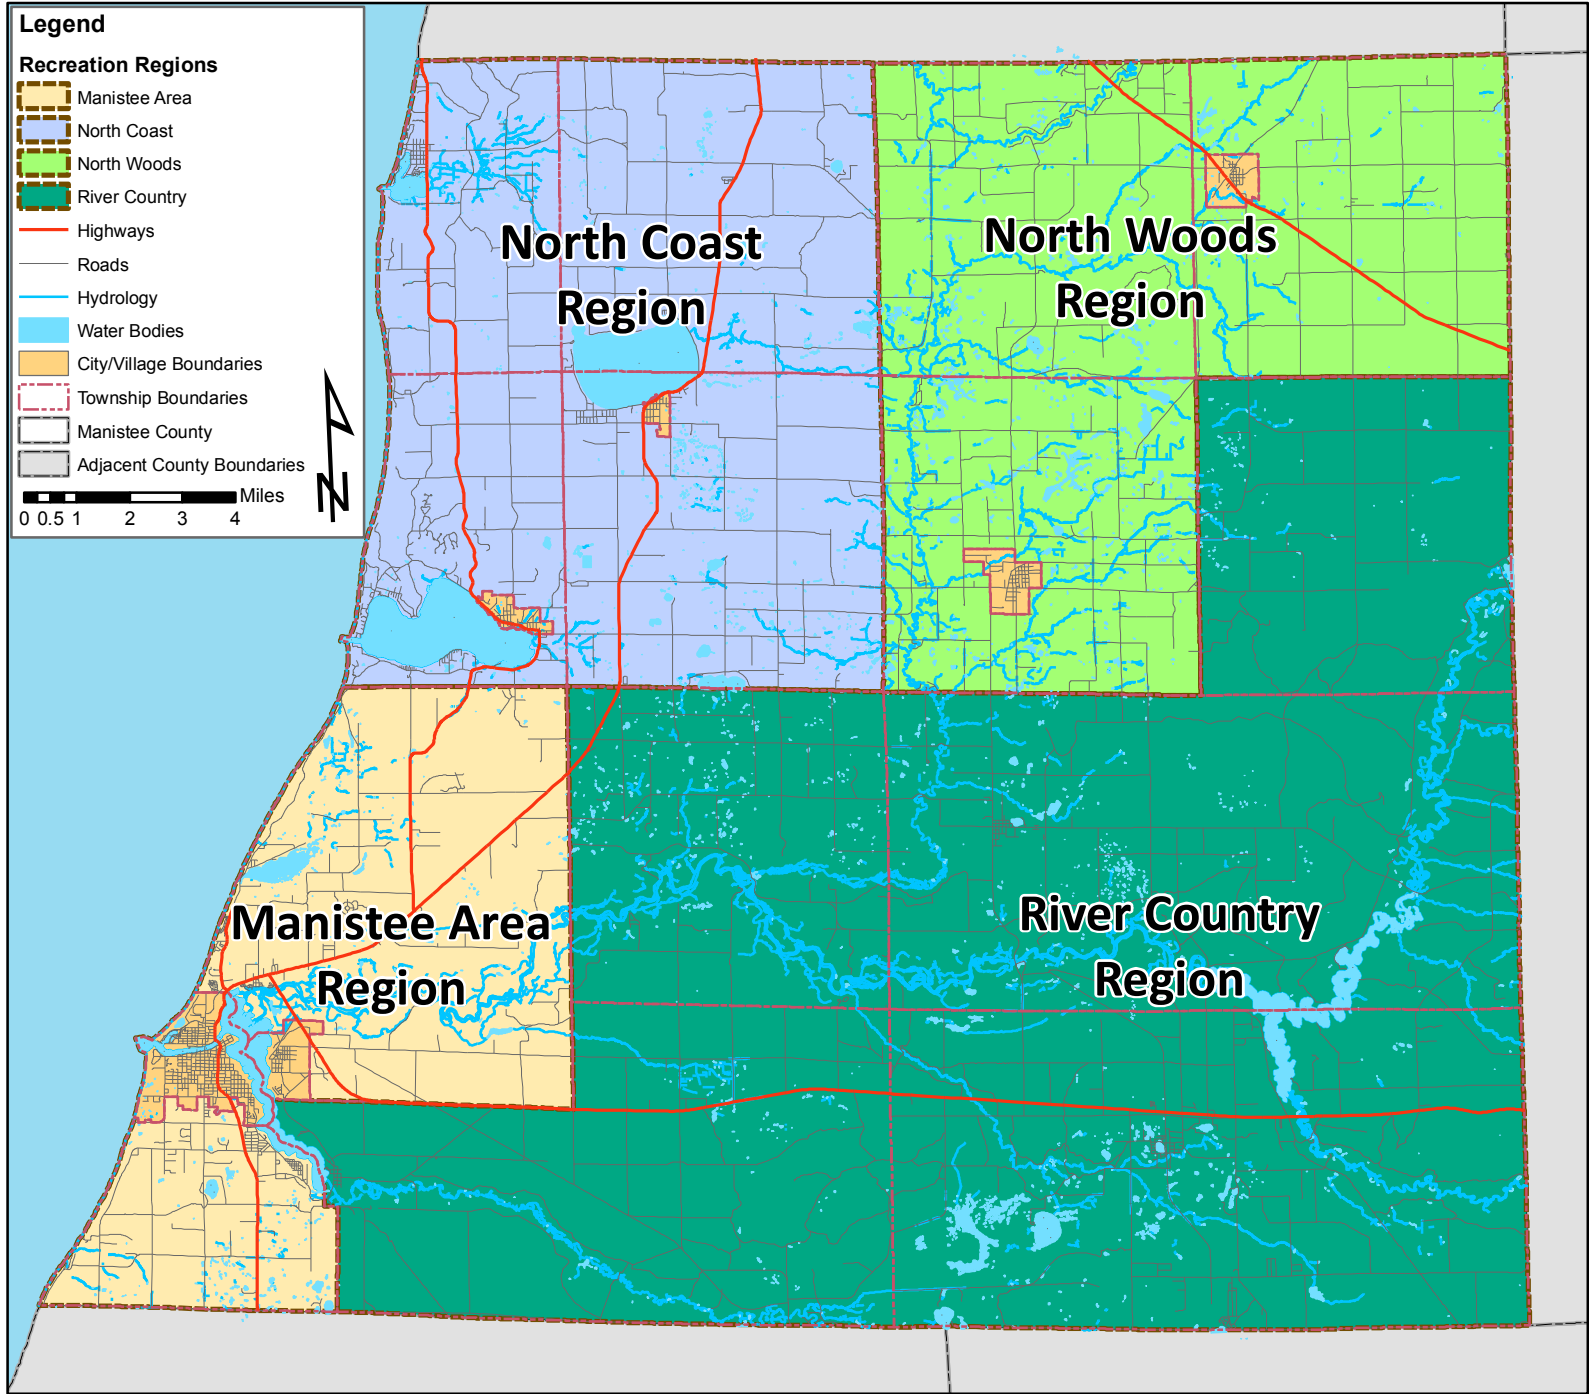 Legend
Recreation Regions
Manistee Area
North Coast
North Woods
River Country
Highways
Roads
Hydrology
Water Bodies
City/Village Boundaries
Township Boundaries
Manistee County
Adjacent County Boundaries
Miles
0 0.5 1 2 3 4
N
North Coast
Region
North Woods
Region
Manistee Area
Region
River Country
Region